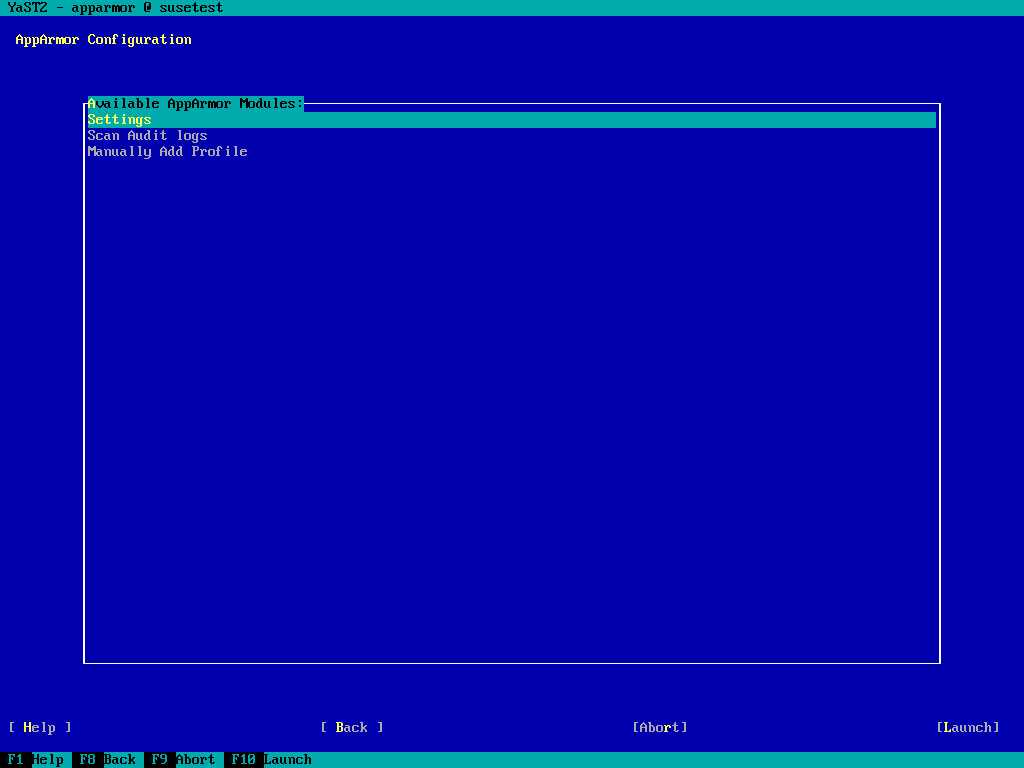 YaST2 - apparmor @ susetest
AppArmor Configuration
Available AppArmor Modules:
Settings
Scan Audit logs
Manually Add Profile
[ Help ] [ Back ] [Abort] [Launch]
F1 Help F8 Back F9 Abort F10 Launch